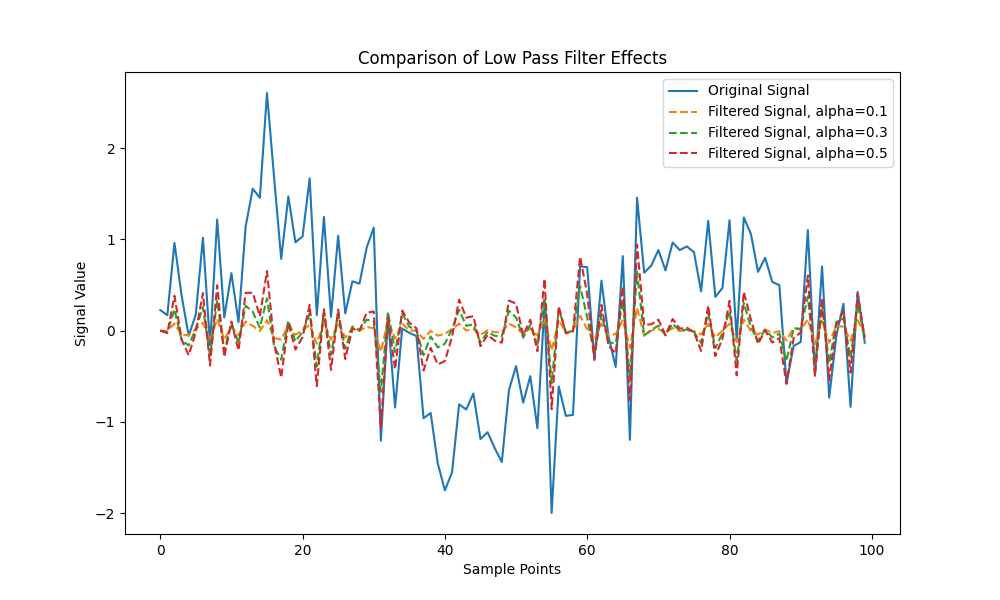 Comparison of Low Pass Filter Effects
Original Signal
Filtered Signal, alpha=0.1
Filtered Signal, alpha=0.3
Filtered Signal, alpha=0.5
Signal Value
2
1
0
−1
−2
0 20 40 60 80 100
Sample Points